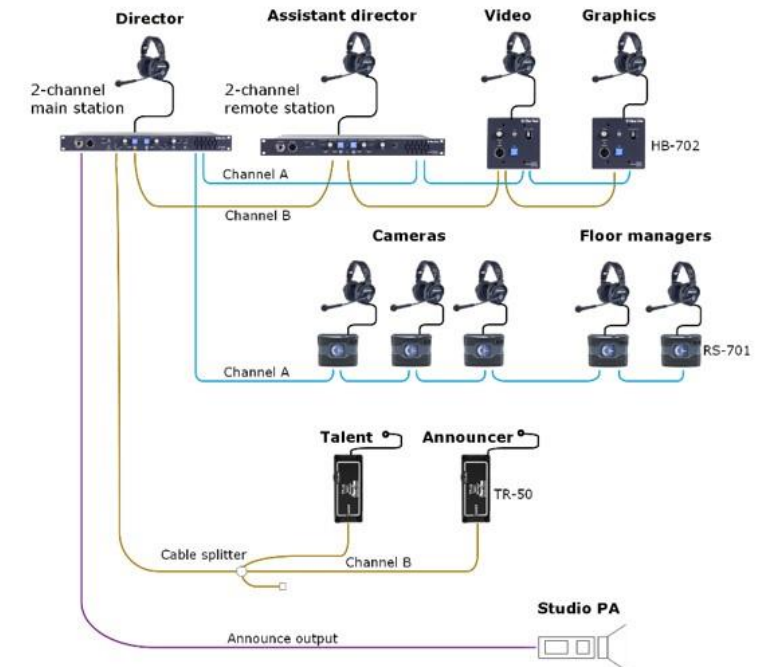 Director
Assistant director
Video
Graphics
2-channel
main station
2-channel
remote station
HB-702
Channel A
Channel B
Cameras
Floor managers
RS-701
Channel A
Talent
Announcer
TR-50
Cable splitter
Channel B
Studio PA
Announce output